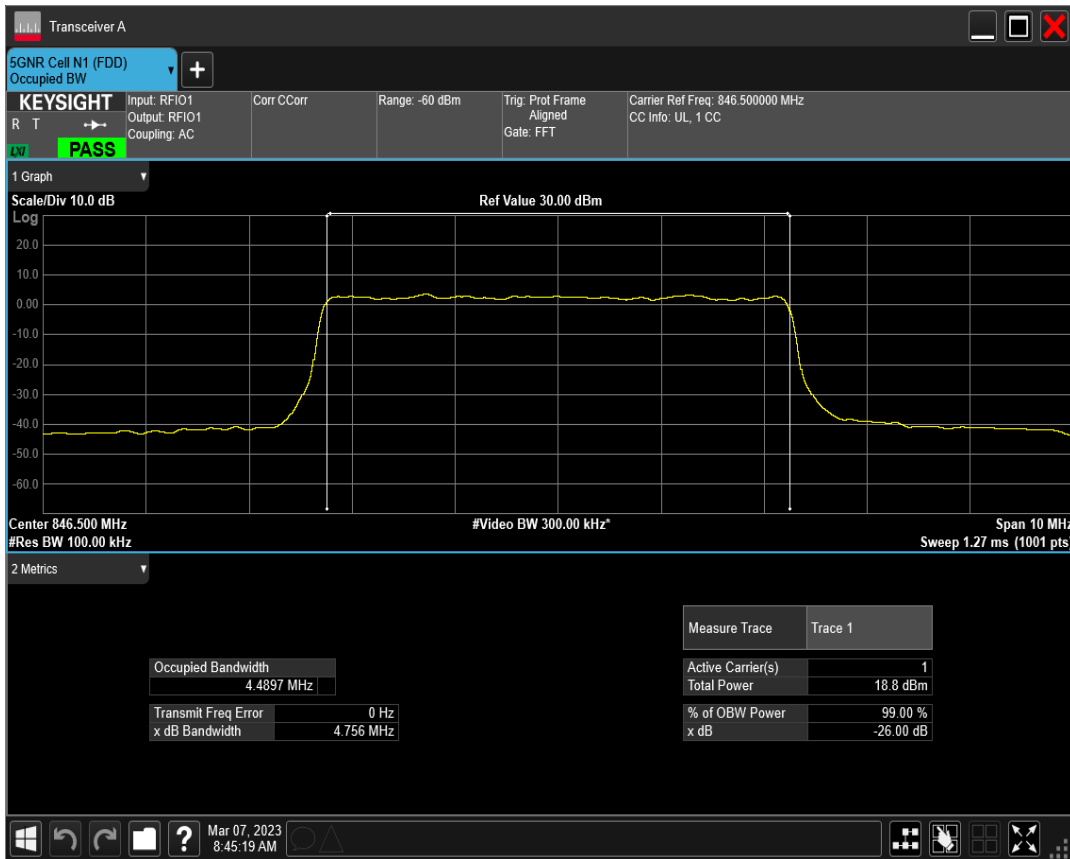 Transceiver A
5GNR Cell N1 (FDD)
Occupied BW
+
KEYSIGHT
R T
LXI
PASS
Input: RFIO1
Output: RFIO1
Coupling: AC
Corr CCorr
Range: -60 dBm
Trig: Prot Frame
Aligned
Gate: FFT
Carrier Ref Freq: 846.500000 MHz
CC Info: UL, 1 CC
1 Graph
Scale/Div 10.0 dB
Ref Value 30.00 dBm
Log
20.0
10.0
0.00
-10.0
-20.0
-30.0
-40.0
-50.0
-60.0
Center 846.500 MHz
#Video BW 300.00 kHz*
Span 10 MHz
#Res BW 100.00 kHz
Sweep 1.27 ms (1001 pts)
2 Metrics
Measure Trace Trace 1
Occupied Bandwidth
4.4897 MHz
Active Carrier(s) 1
Total Power 18.8 dBm
Transmit Freq Error 0 Hz
x dB Bandwidth 4.756 MHz
% of OBW Power 99.00 %
x dB -26.00 dB
?
Mar 07, 2023
8:45:19 AM